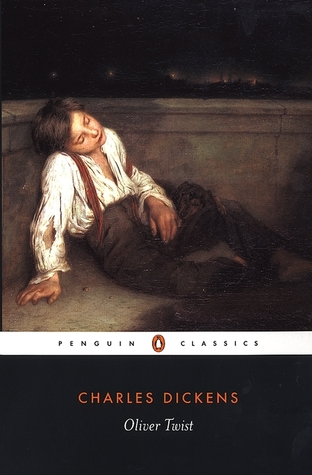 PENGUIN CLASSICS
CHARLES DICKENS
Oliver Twist